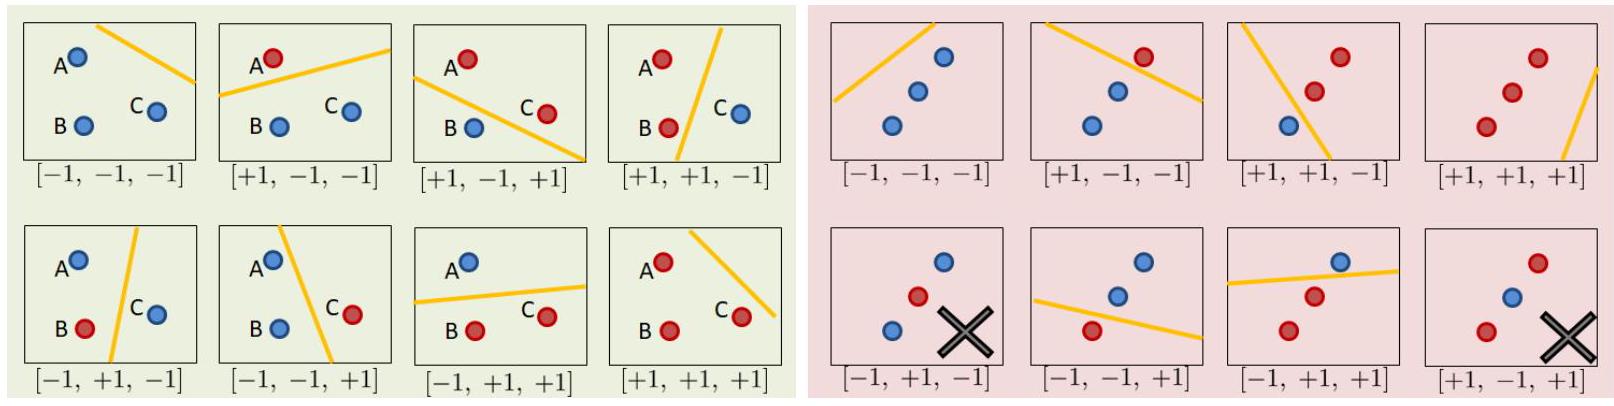 A
B
C
[−1, −1, −1]
A
B
C
[+1, −1, −1]
A
B
C
[+1, −1, +1]
A
B
C
[+1, +1, −1]
[−1, −1, −1]
[+1, −1, −1]
[+1, +1, −1]
[+1, +1, +1]
A
B
C
[−1, +1, −1]
A
B
C
[−1, −1, +1]
A
B
C
[−1, +1, +1]
A
B
C
[+1, +1, +1]
[−1, +1, −1]
[−1, −1, +1]
[−1, +1, +1]
[+1, −1, +1]